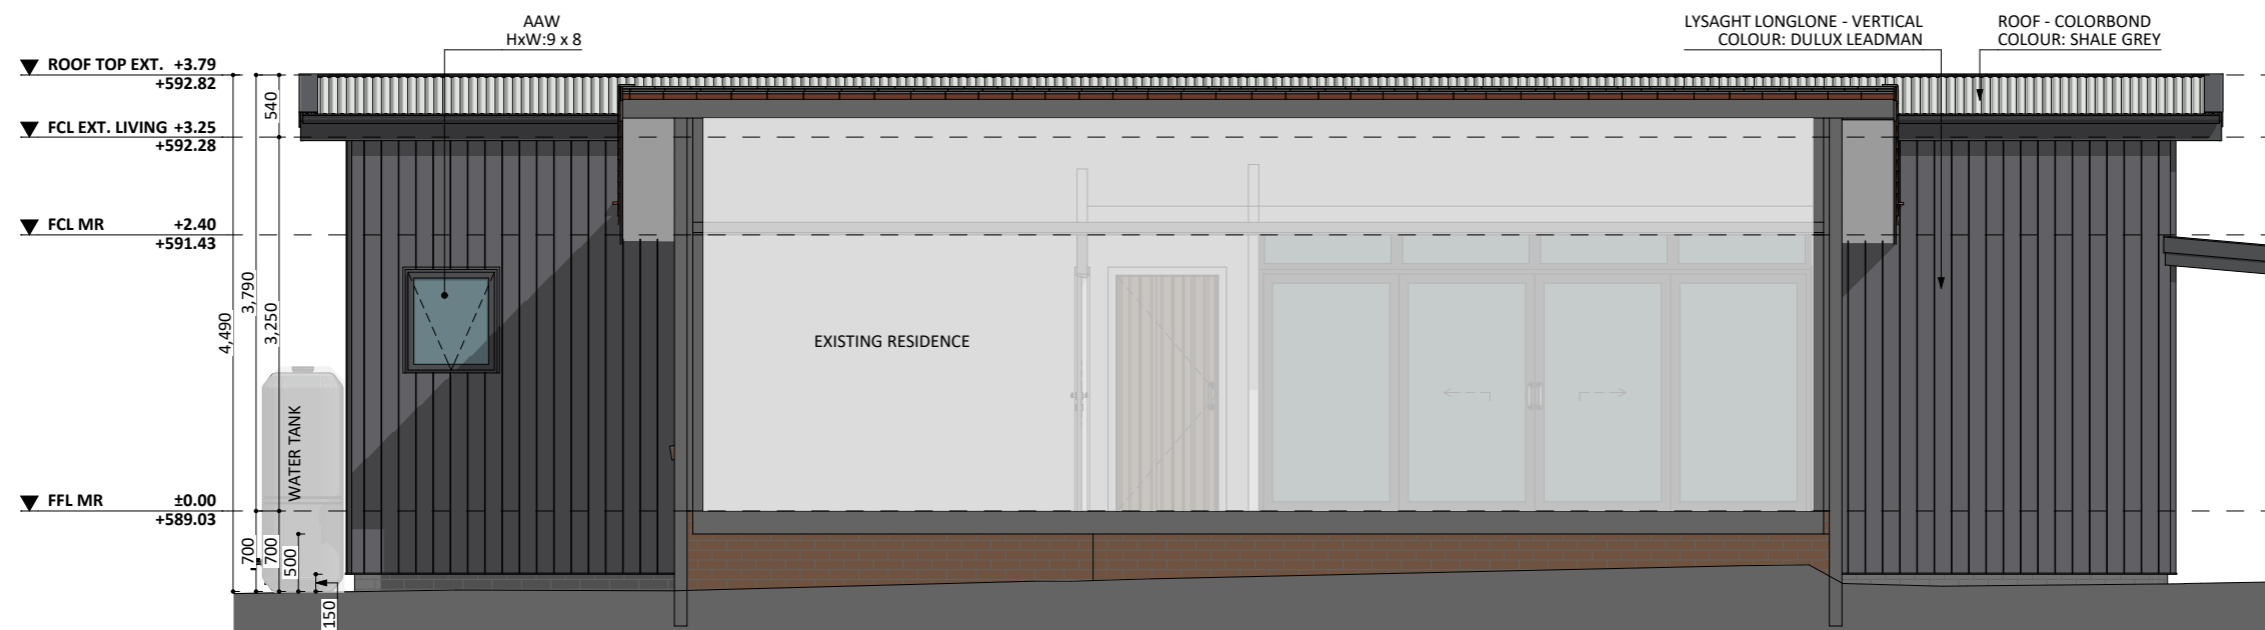 AAW
HxW:9 x 8
LYSAGHT LONGLONE - VERTICAL
COLOUR: DULUX LEADMAN
ROOF - COLORBOND
COLOUR: SHALE GREY
ROOF TOP EXT. +3.79
+592.82
FCL EXT. LIVING +3.25
+592.28
FCL MR +2.40
+591.43
FFL MR ±0.00
+589.03
540
4,490
3,790
3,250
700
700
500
150
WATER TANK
EXISTING RESIDENCE